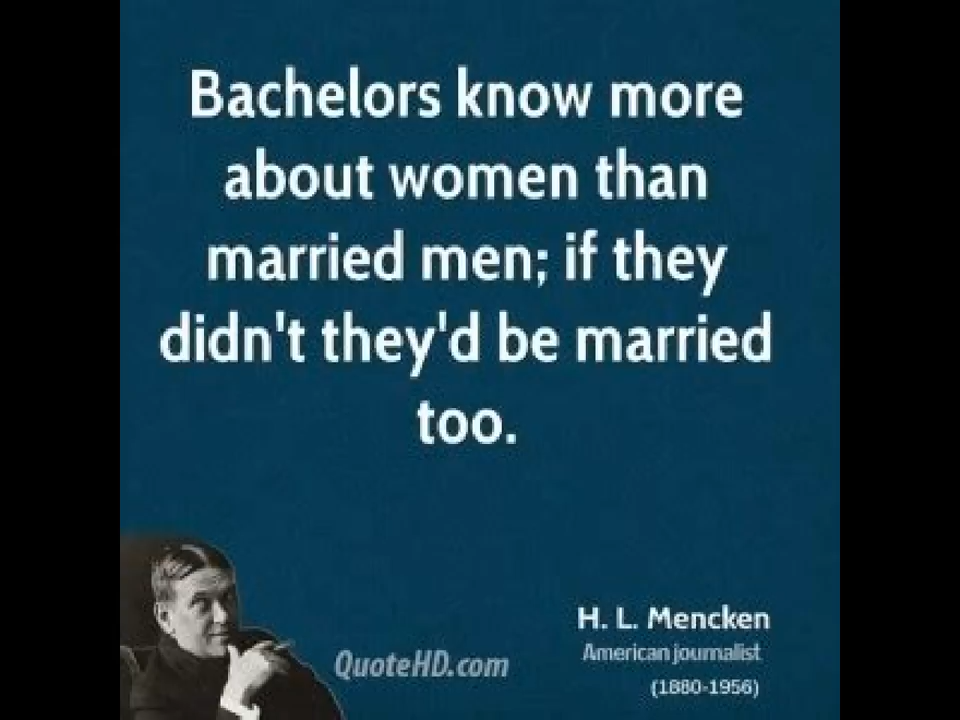 Bachelors know more
about women than
married men; if they
didn't they'd be married
too.
H. L. Mencken
American journalist
QuoteHD.com
(1880-1956)